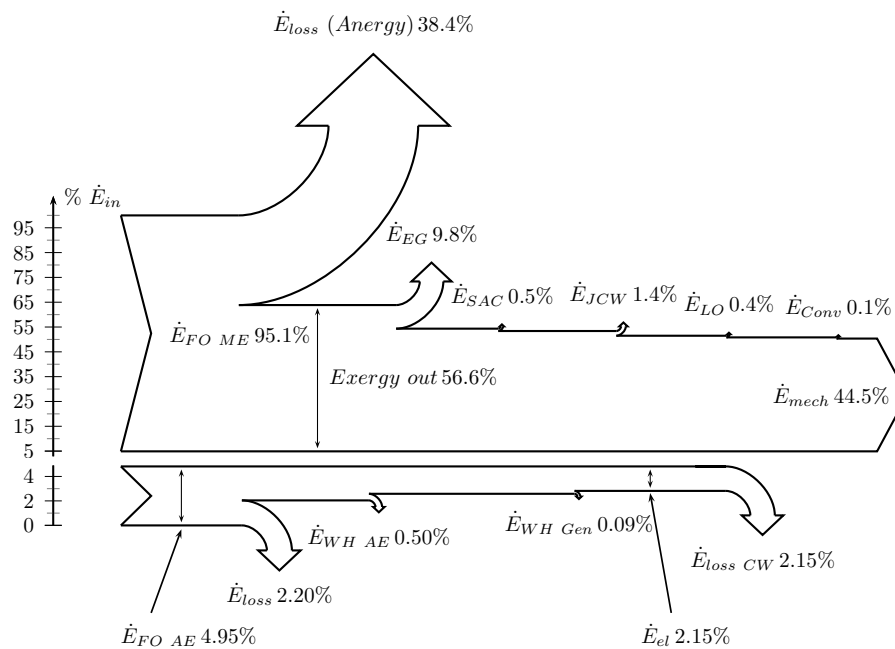 Ė_loss (Anergy) 38.4%
% Ė_in
95
85
75
65
55
45
35
25
15
5
4
2
0
Ė_EG 9.8%
Ė_SAC 0.5%
Ė_JCW 1.4%
Ė_LO 0.4%
Ė_Conv 0.1%
Ė_FO ME 95.1%
Exergy out 56.6%
Ė_mech 44.5%
Ė_WH AE 0.50%
Ė_WH Gen 0.09%
Ė_loss CW 2.15%
Ė_loss 2.20%
Ė_FO AE 4.95%
Ė_el 2.15%